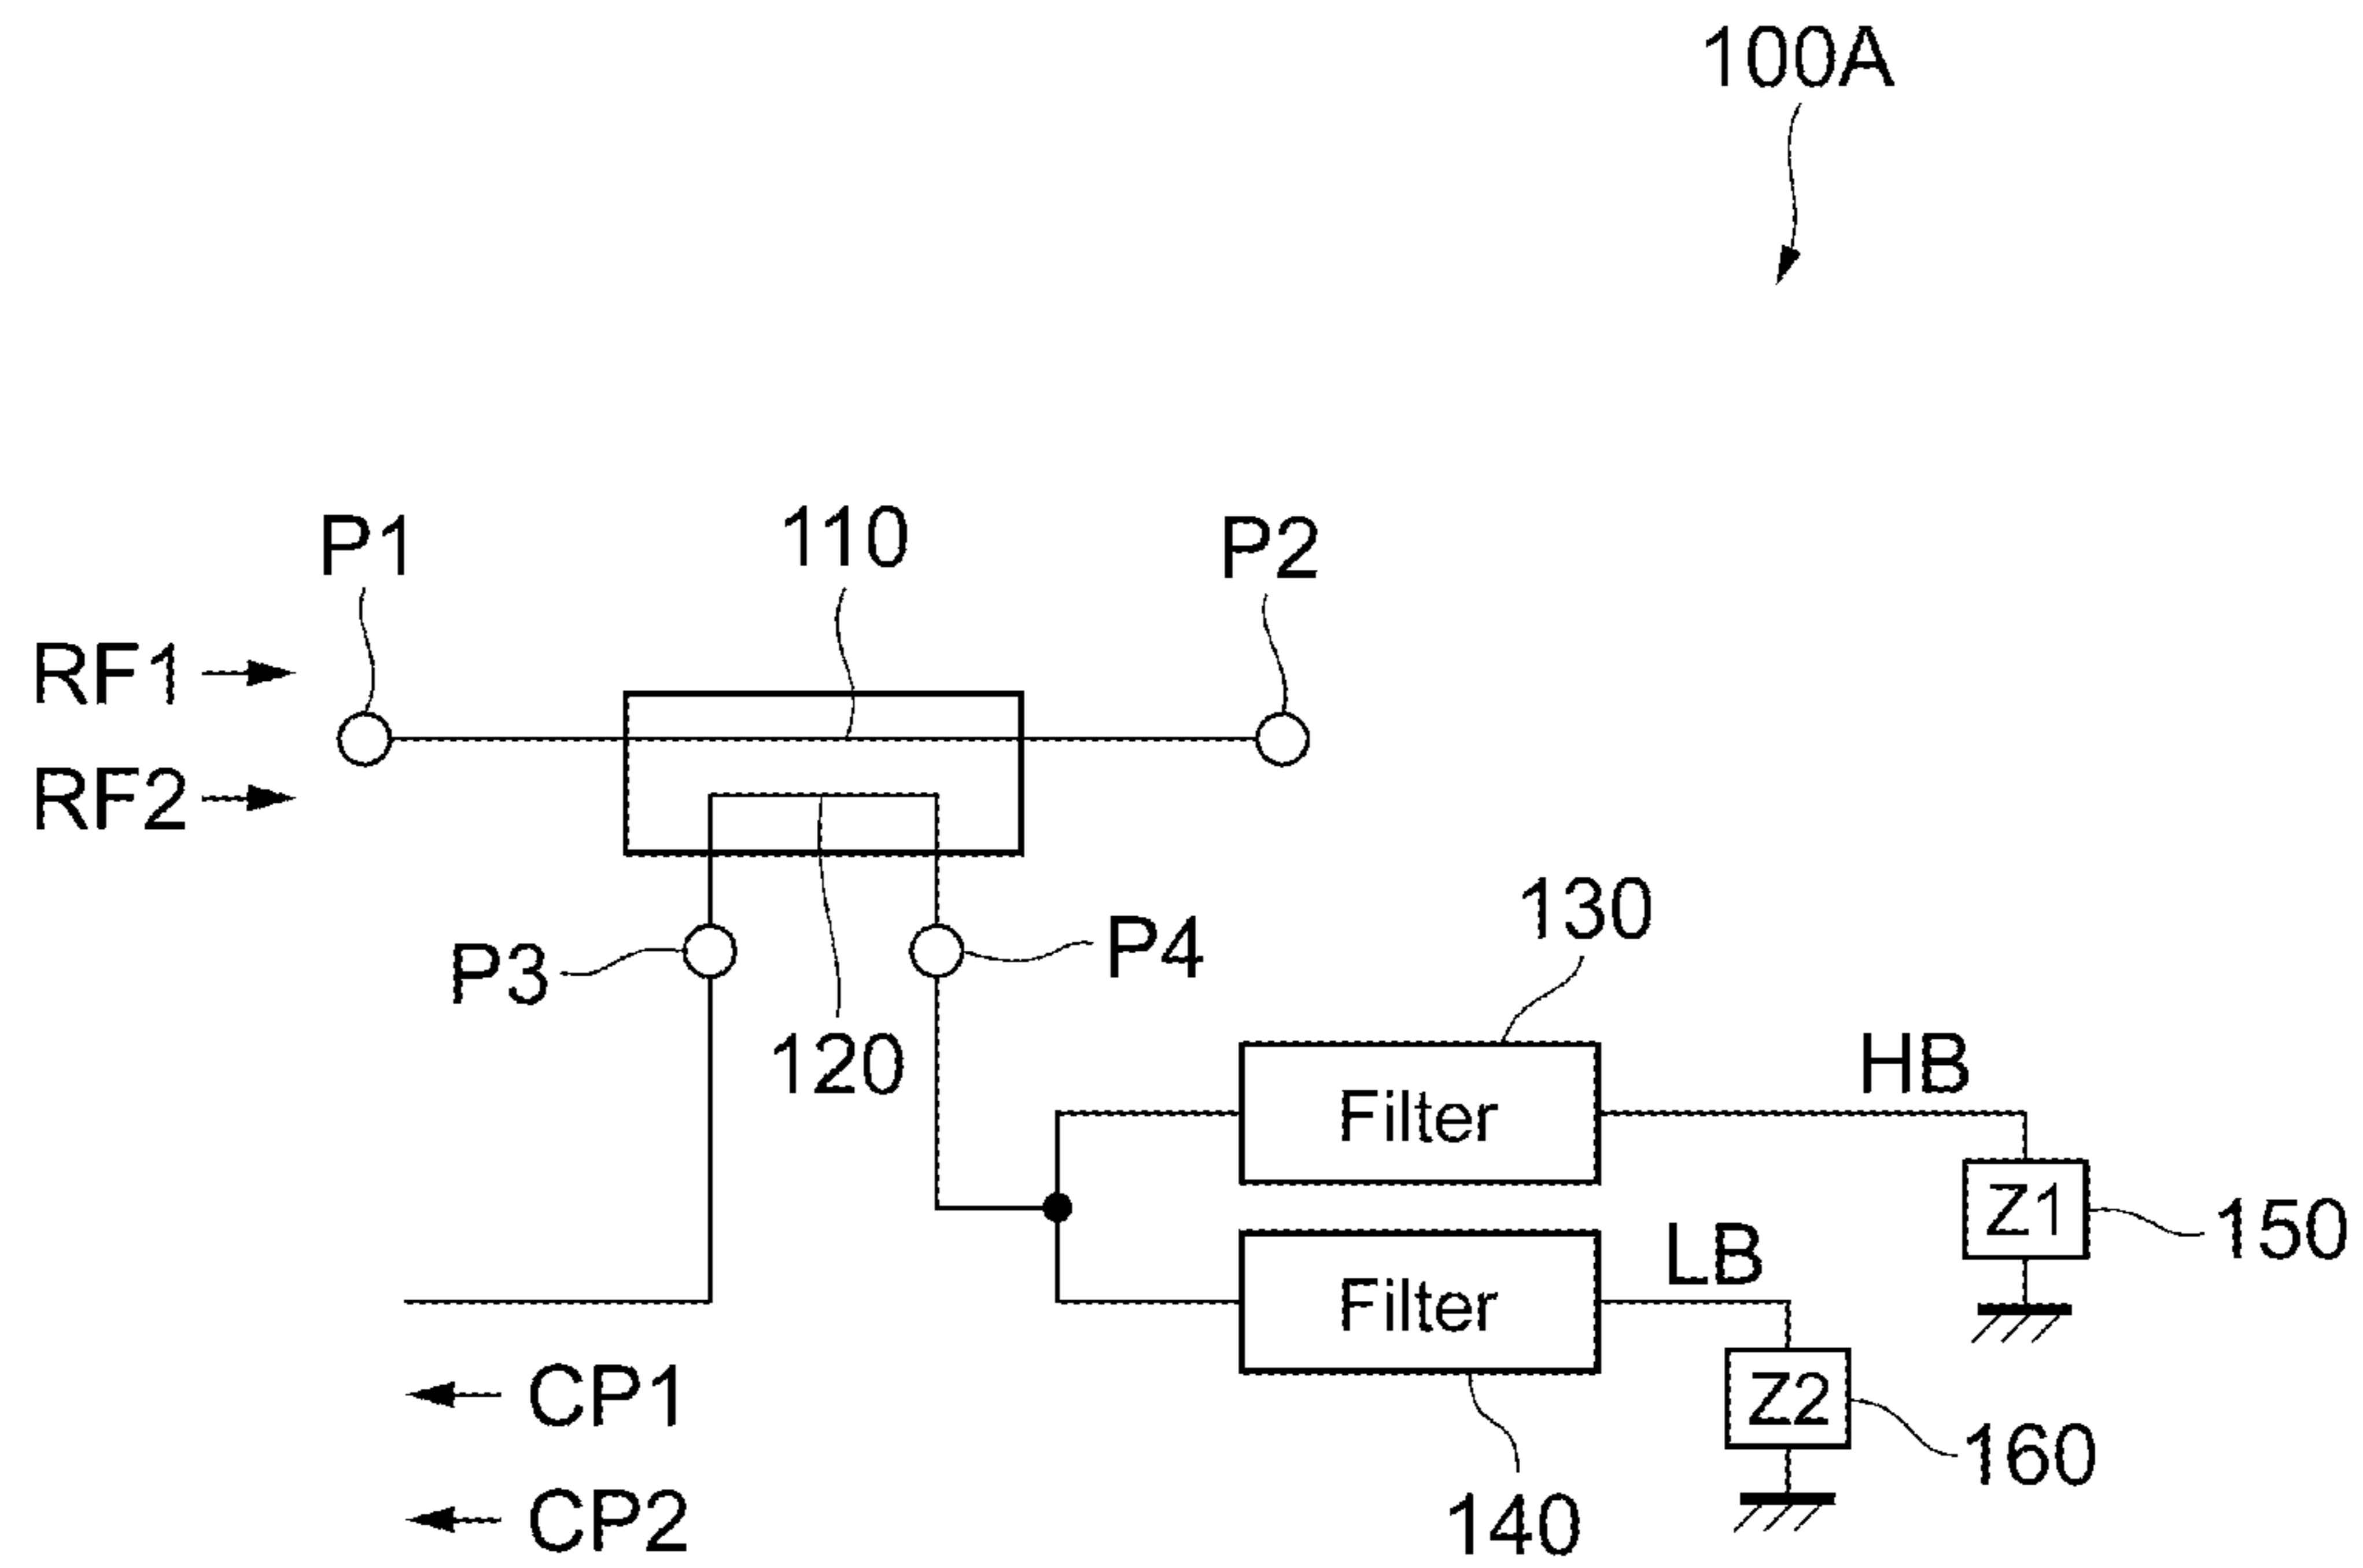 100A
P1
110
P2
RF1
RF2
130
P3
P4
120
HB
Filter
Z1
150
LB
Filter
CP1
Z2
160
CP2
140